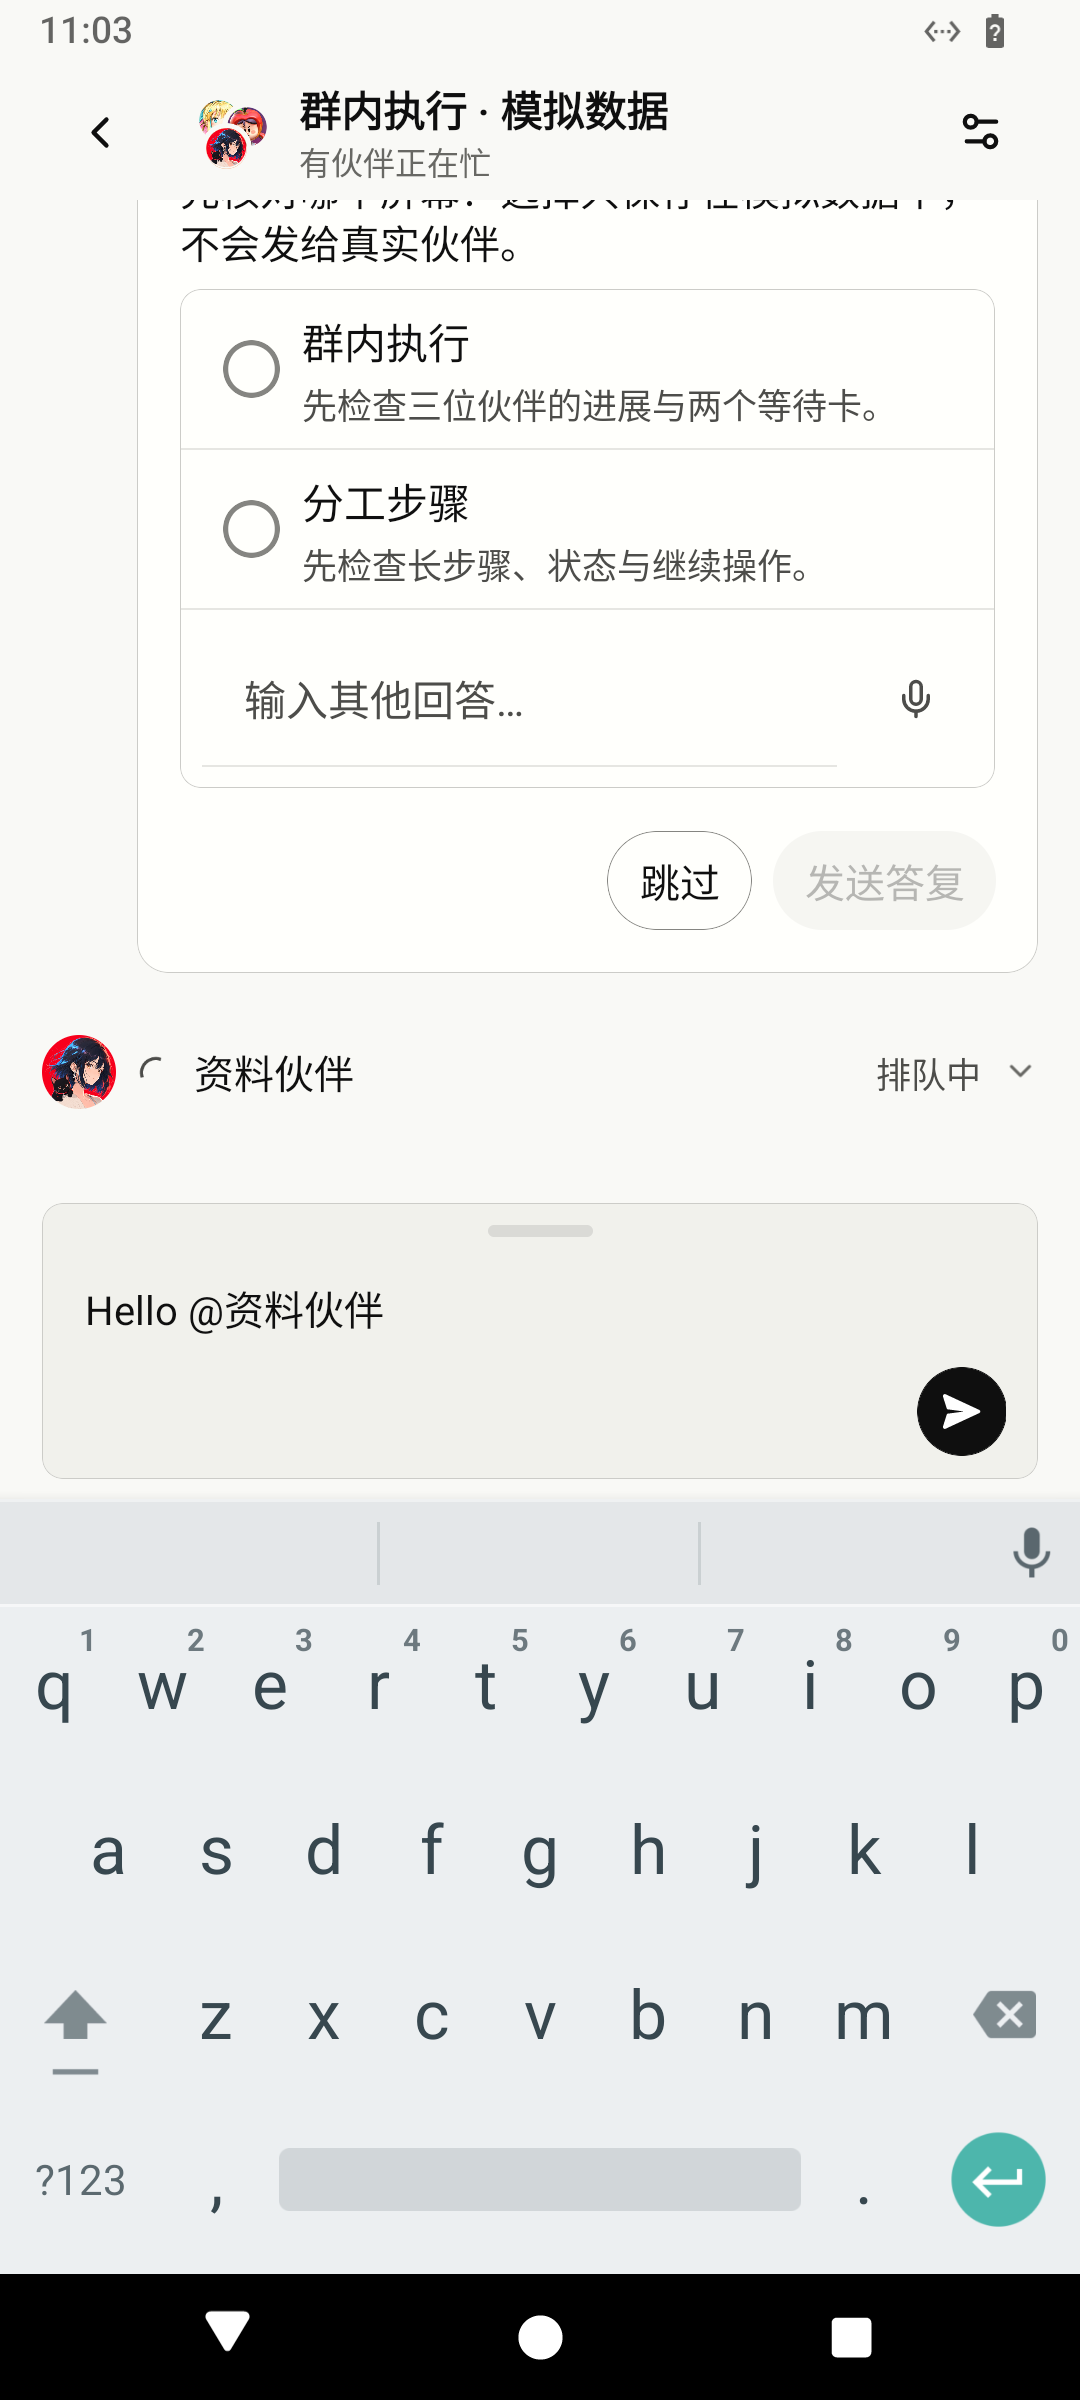 11:03
群内执行 · 模拟数据
有伙伴正在忙
不会发给真实伙伴。
群内执行
先检查三位伙伴的进展与两个等待卡。
分工步骤
先检查长步骤、状态与继续操作。
输入其他回答…
跳过
发送答复
资料伙伴
排队中
Hello @资料伙伴
1 2 3 4 5 6 7 8 9 0
q w e r t y u i o p
a s d f g h j k l
z x c v b n m
?123 , .